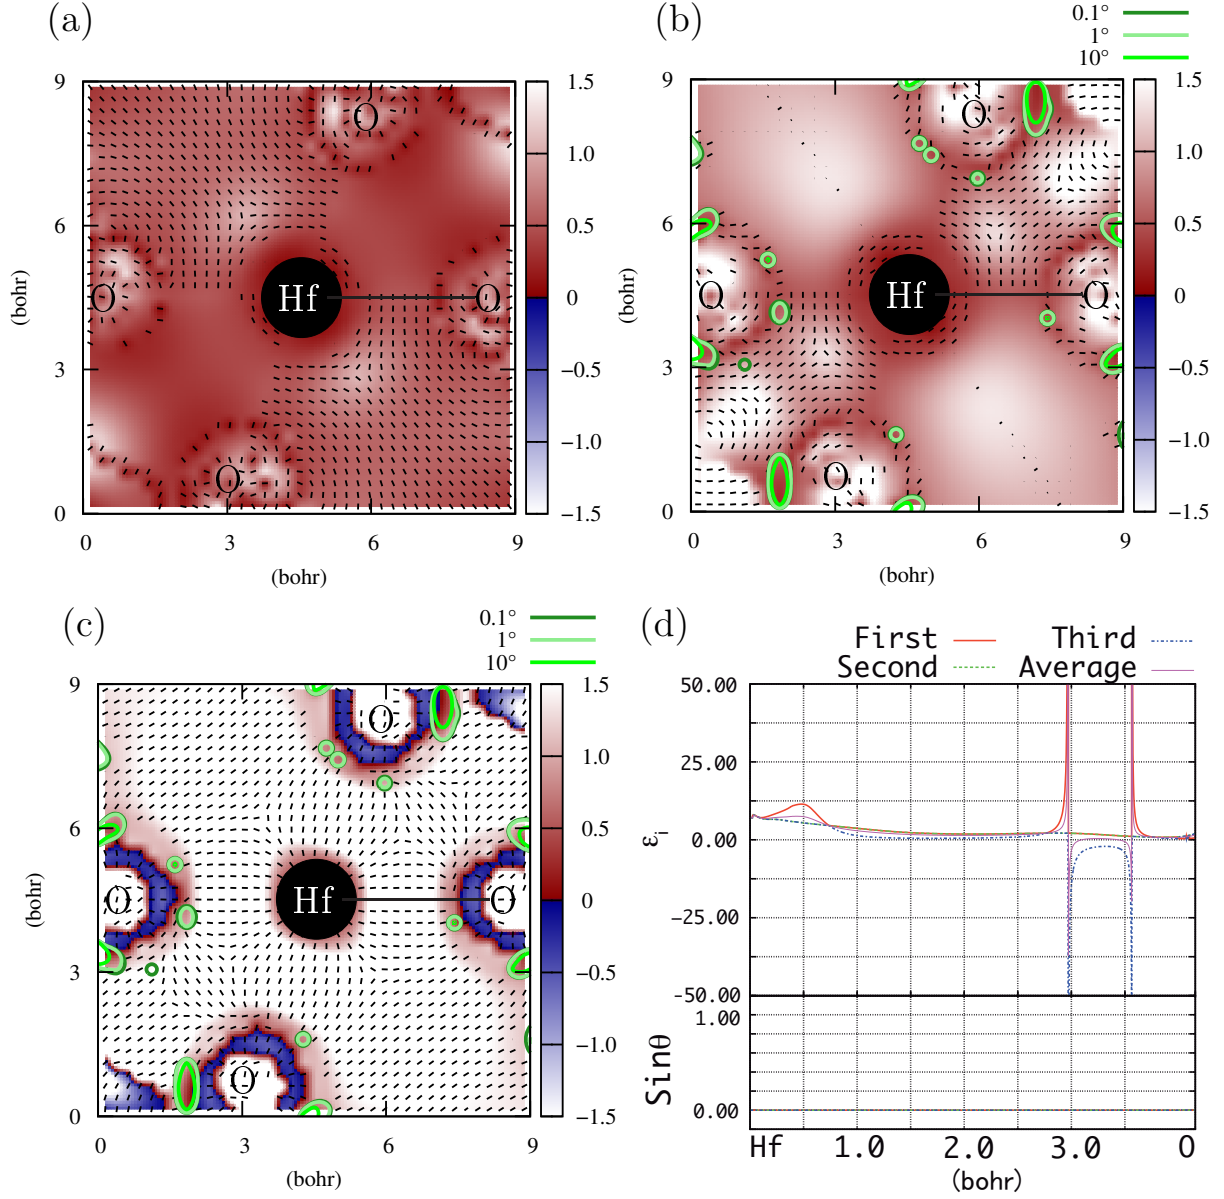 (a)
9
6
3
0
0 3 6 9
(bohr)
(bohr)
1.5
1.0
0.5
0
−0.5
−1.0
−1.5
O
O
Hf
O
O
(b)
0.1°
1°
10°
9
6
3
0
0 3 6 9
(bohr)
(bohr)
1.5
1.0
0.5
0
−0.5
−1.0
−1.5
O
O
Hf
O
O
(c)
0.1°
1°
10°
9
6
3
0
0 3 6 9
(bohr)
(bohr)
1.5
1.0
0.5
0
−0.5
−1.0
−1.5
O
O
Hf
O
O
(d)
First Third
Second Average
50.00
25.00
0.00
-25.00
-50.00
εi
1.00
0.00
Sinθ
Hf 1.0 2.0 3.0 O
(bohr)